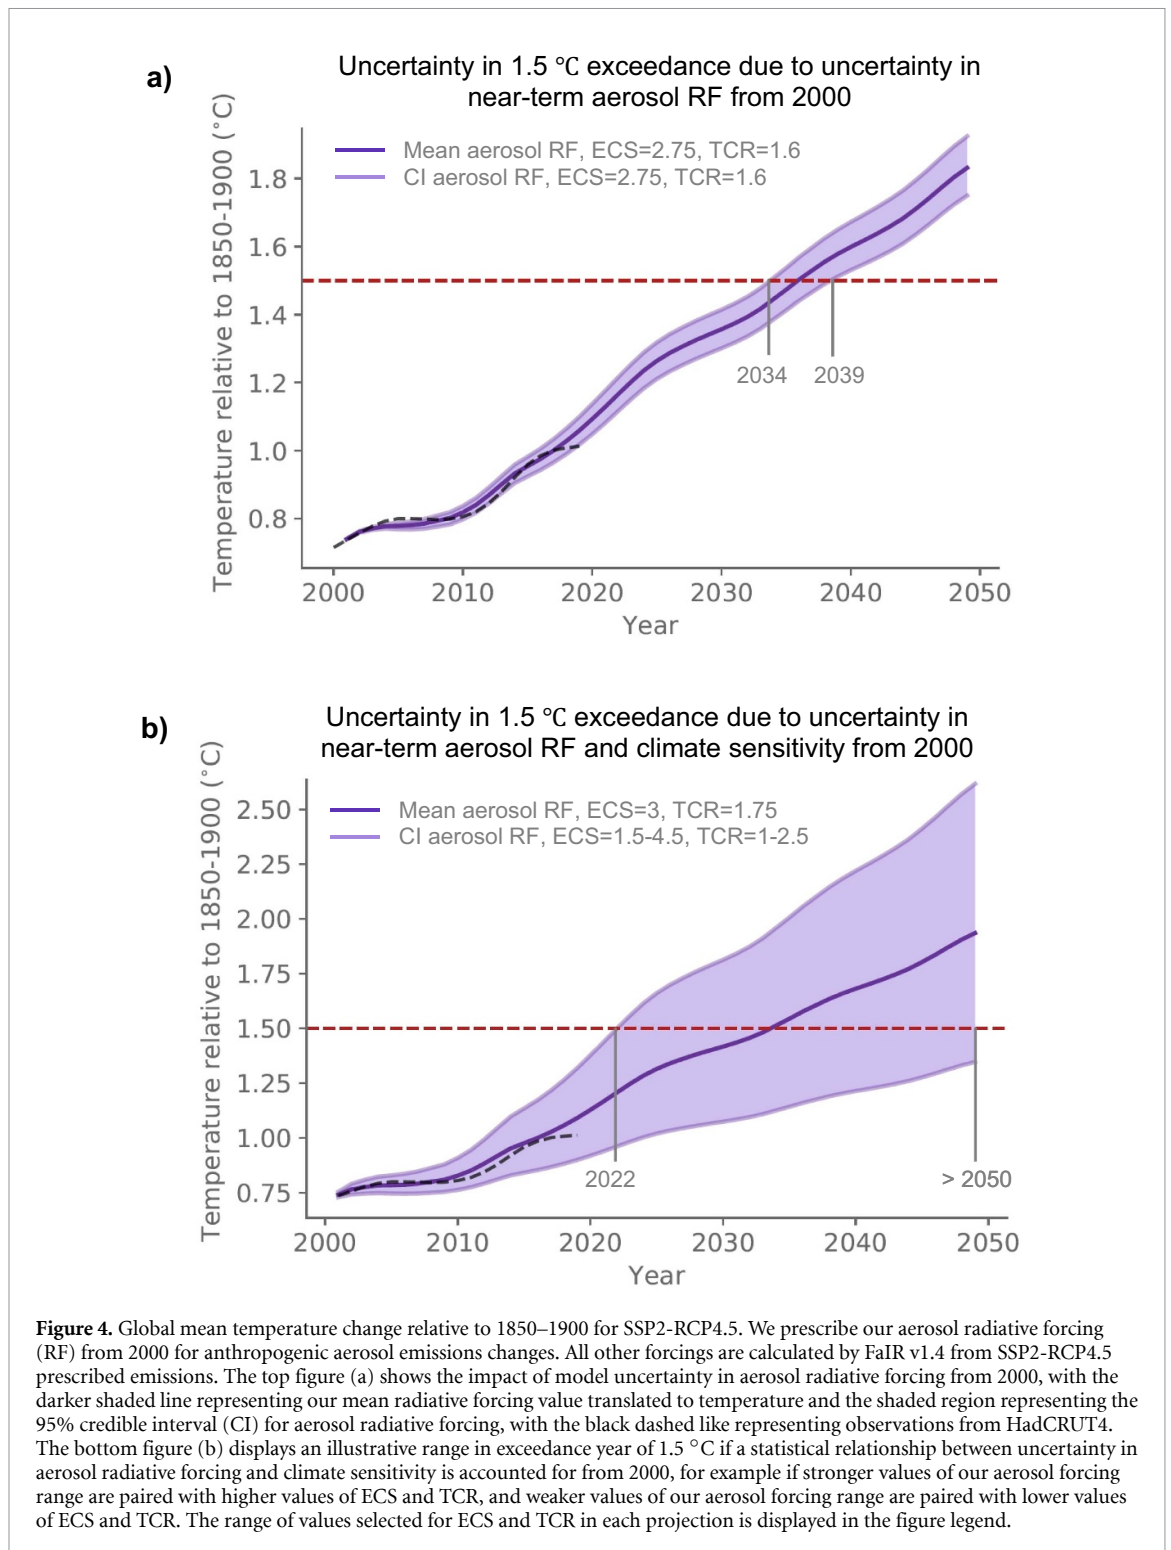 a)
Uncertainty in 1.5 °C exceedance due to uncertainty in
near-term aerosol RF from 2000
Temperature relative to 1850-1900 (°C)
Mean aerosol RF, ECS=2.75, TCR=1.6
CI aerosol RF, ECS=2.75, TCR=1.6
1.8
1.6
1.4
1.2
1.0
0.8
2034 2039
2000 2010 2020 2030 2040 2050
Year
b)
Uncertainty in 1.5 °C exceedance due to uncertainty in
near-term aerosol RF and climate sensitivity from 2000
Temperature relative to 1850-1900 (°C)
Mean aerosol RF, ECS=3, TCR=1.75
CI aerosol RF, ECS=1.5-4.5, TCR=1-2.5
2.50
2.25
2.00
1.75
1.50
1.25
1.00
0.75
2022 > 2050
2000 2010 2020 2030 2040 2050
Year
Figure 4. Global mean temperature change relative to 1850–1900 for SSP2-RCP4.5. We prescribe our aerosol radiative forcing
(RF) from 2000 for anthropogenic aerosol emissions changes. All other forcings are calculated by FaIR v1.4 from SSP2-RCP4.5
prescribed emissions. The top figure (a) shows the impact of model uncertainty in aerosol radiative forcing from 2000, with the
darker shaded line representing our mean radiative forcing value translated to temperature and the shaded region representing the
95% credible interval (CI) for aerosol radiative forcing, with the black dashed like representing observations from HadCRUT4.
The bottom figure (b) displays an illustrative range in exceedance year of 1.5 °C if a statistical relationship between uncertainty in
aerosol radiative forcing and climate sensitivity is accounted for from 2000, for example if stronger values of our aerosol forcing
range are paired with higher values of ECS and TCR, and weaker values of our aerosol forcing range are paired with lower values
of ECS and TCR. The range of values selected for ECS and TCR in each projection is displayed in the figure legend.